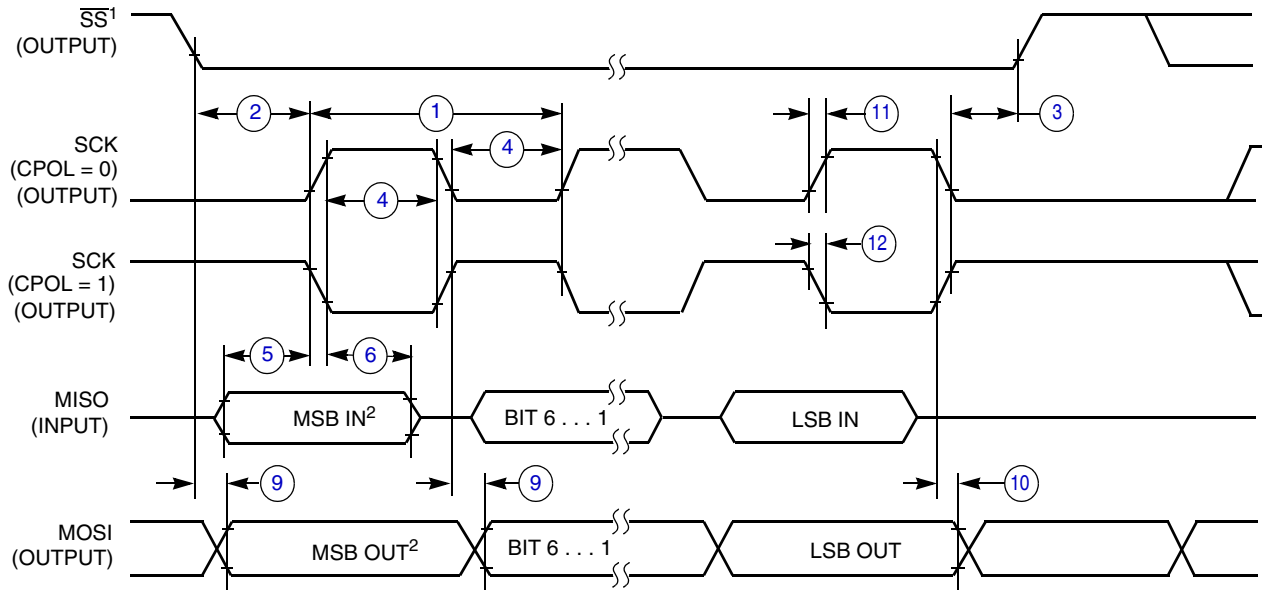 SS¹
(OUTPUT)
2
1
11
3
SCK
(CPOL = 0)
(OUTPUT)
4
4
SCK
(CPOL = 1)
(OUTPUT)
12
5
6
MISO
(INPUT)
MSB IN²
BIT 6 . . . 1
LSB IN
9
9
10
MOSI
(OUTPUT)
MSB OUT²
BIT 6 . . . 1
LSB OUT